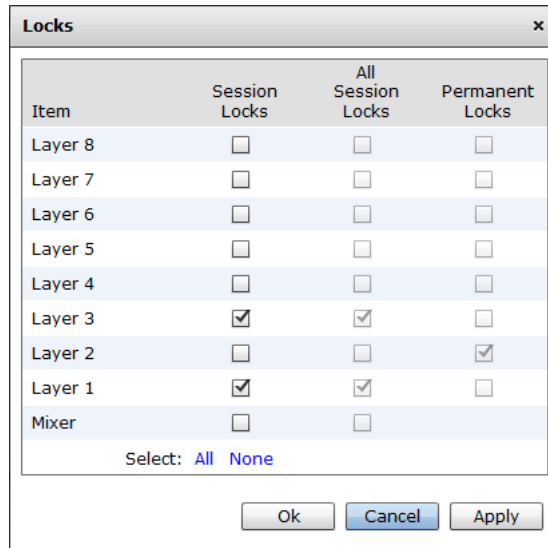 Locks ×
Item Session Locks All Session Locks Permanent Locks
Layer 8
Layer 7
Layer 6
Layer 5
Layer 4
Layer 3
Layer 2
Layer 1
Mixer
Select: All None
Ok Cancel Apply